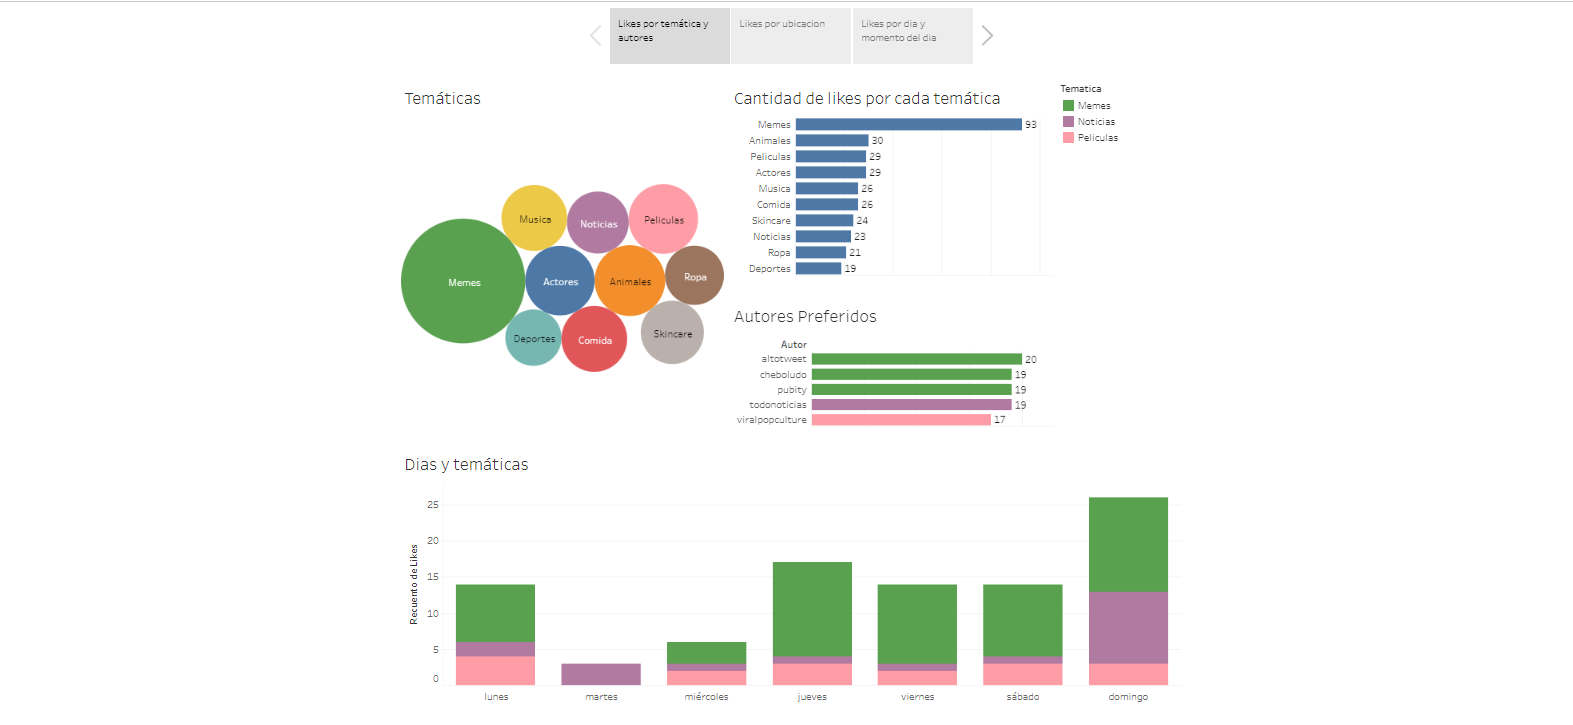 Likes por temática y
autores
Likes por ubicacion
Likes por dia y
momento del dia
Temáticas
Musica
Noticias
Peliculas
Memes
Actores
Animales
Ropa
Deportes
Comida
Skincare
Cantidad de likes por cada temática
Memes 93
Animales 30
Peliculas 29
Actores 29
Musica 26
Comida 26
Skincare 24
Noticias 23
Ropa 21
Deportes 19
Tematica
Memes
Noticias
Peliculas
Autores Preferidos
Autor
altotweet 20
cheboludo 19
pubity 19
todonoticias 19
viralpopculture 17
Dias y temáticas
Recuento de Likes
25
20
15
10
5
0
lunes martes miércoles jueves viernes sábado domingo